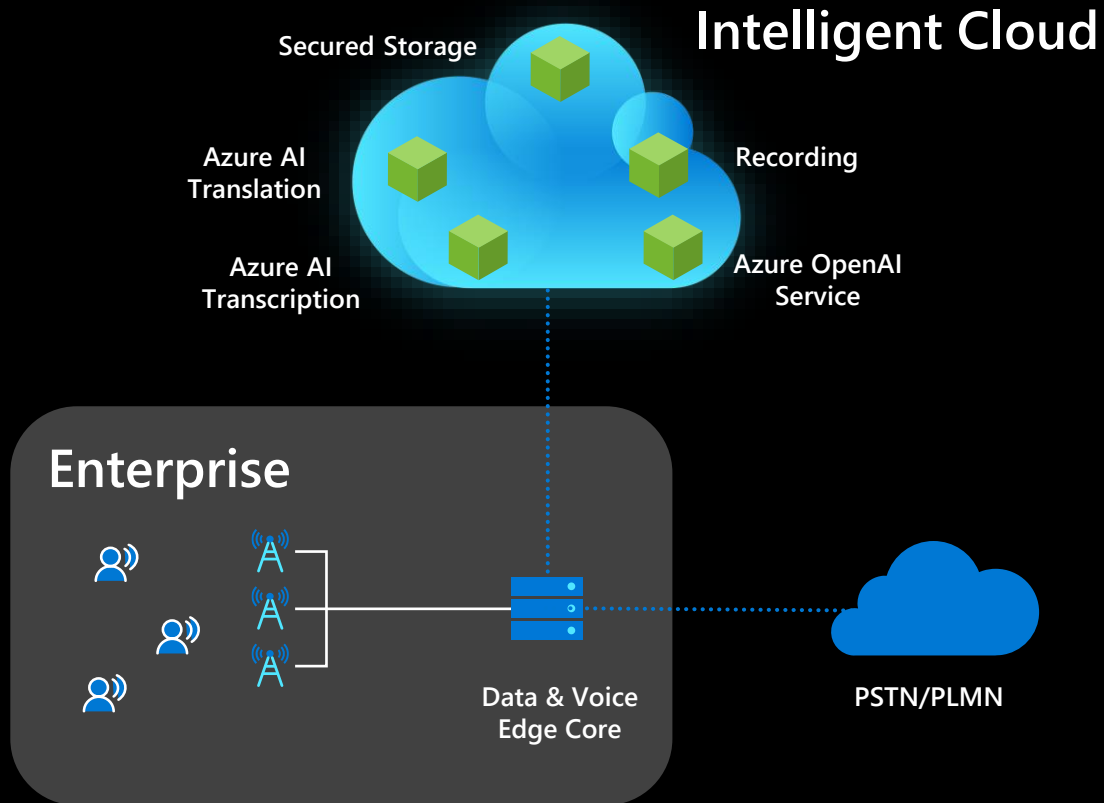 Intelligent Cloud
Secured Storage
Azure AI
Translation
Recording
Azure AI
Transcription
Azure OpenAI
Service
Enterprise
Data & Voice
Edge Core
PSTN/PLMN